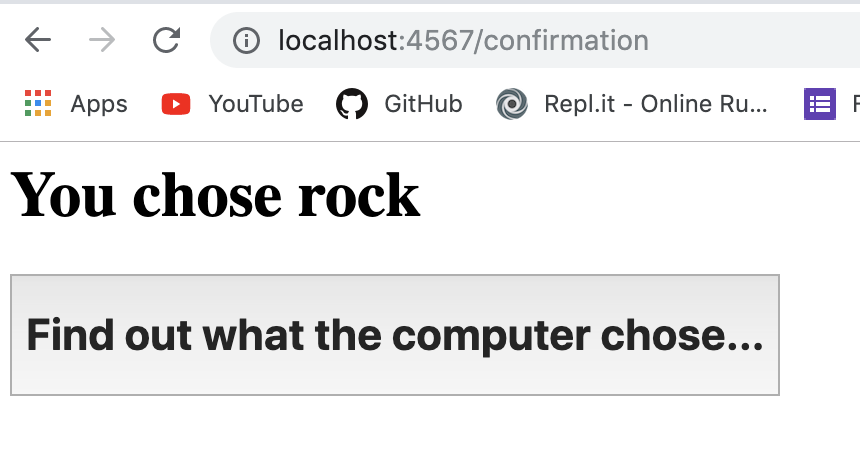 localhost:4567/confirmation
Apps YouTube GitHub Repl.it - Online Ru...
You chose rock
Find out what the computer chose...